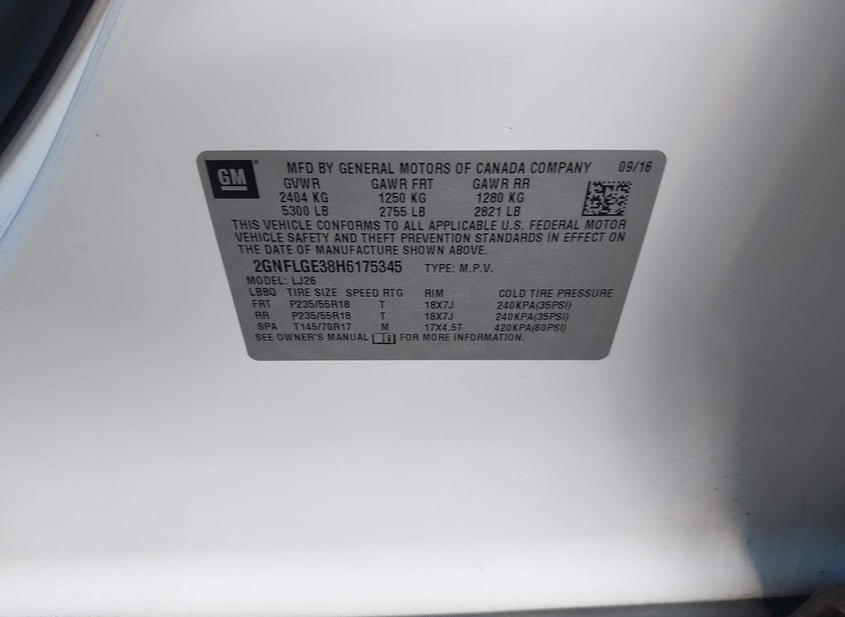 GM ® MFD BY GENERAL MOTORS OF CANADA COMPANY 09/16
GVWR GAWR FRT GAWR RR
2404 KG 1250 KG 1280 KG
5300 LB 2755 LB 2821 LB
THIS VEHICLE CONFORMS TO ALL APPLICABLE U.S. FEDERAL MOTOR
VEHICLE SAFETY AND THEFT PREVENTION STANDARDS IN EFFECT ON
THE DATE OF MANUFACTURE SHOWN ABOVE.
2GNFLGE38H6175345 TYPE: M.P.V.
MODEL: LJ26
LBBQ TIRE SIZE SPEED RTG RIM COLD TIRE PRESSURE
FRT P235/55R18 T 18X7J 240KPA(35PSI)
RR P235/55R18 T 18X7J 240KPA(35PSI)
SPA T145/70R17 M 17X4.5T 420KPA(60PSI)
SEE OWNER'S MANUAL FOR MORE INFORMATION.